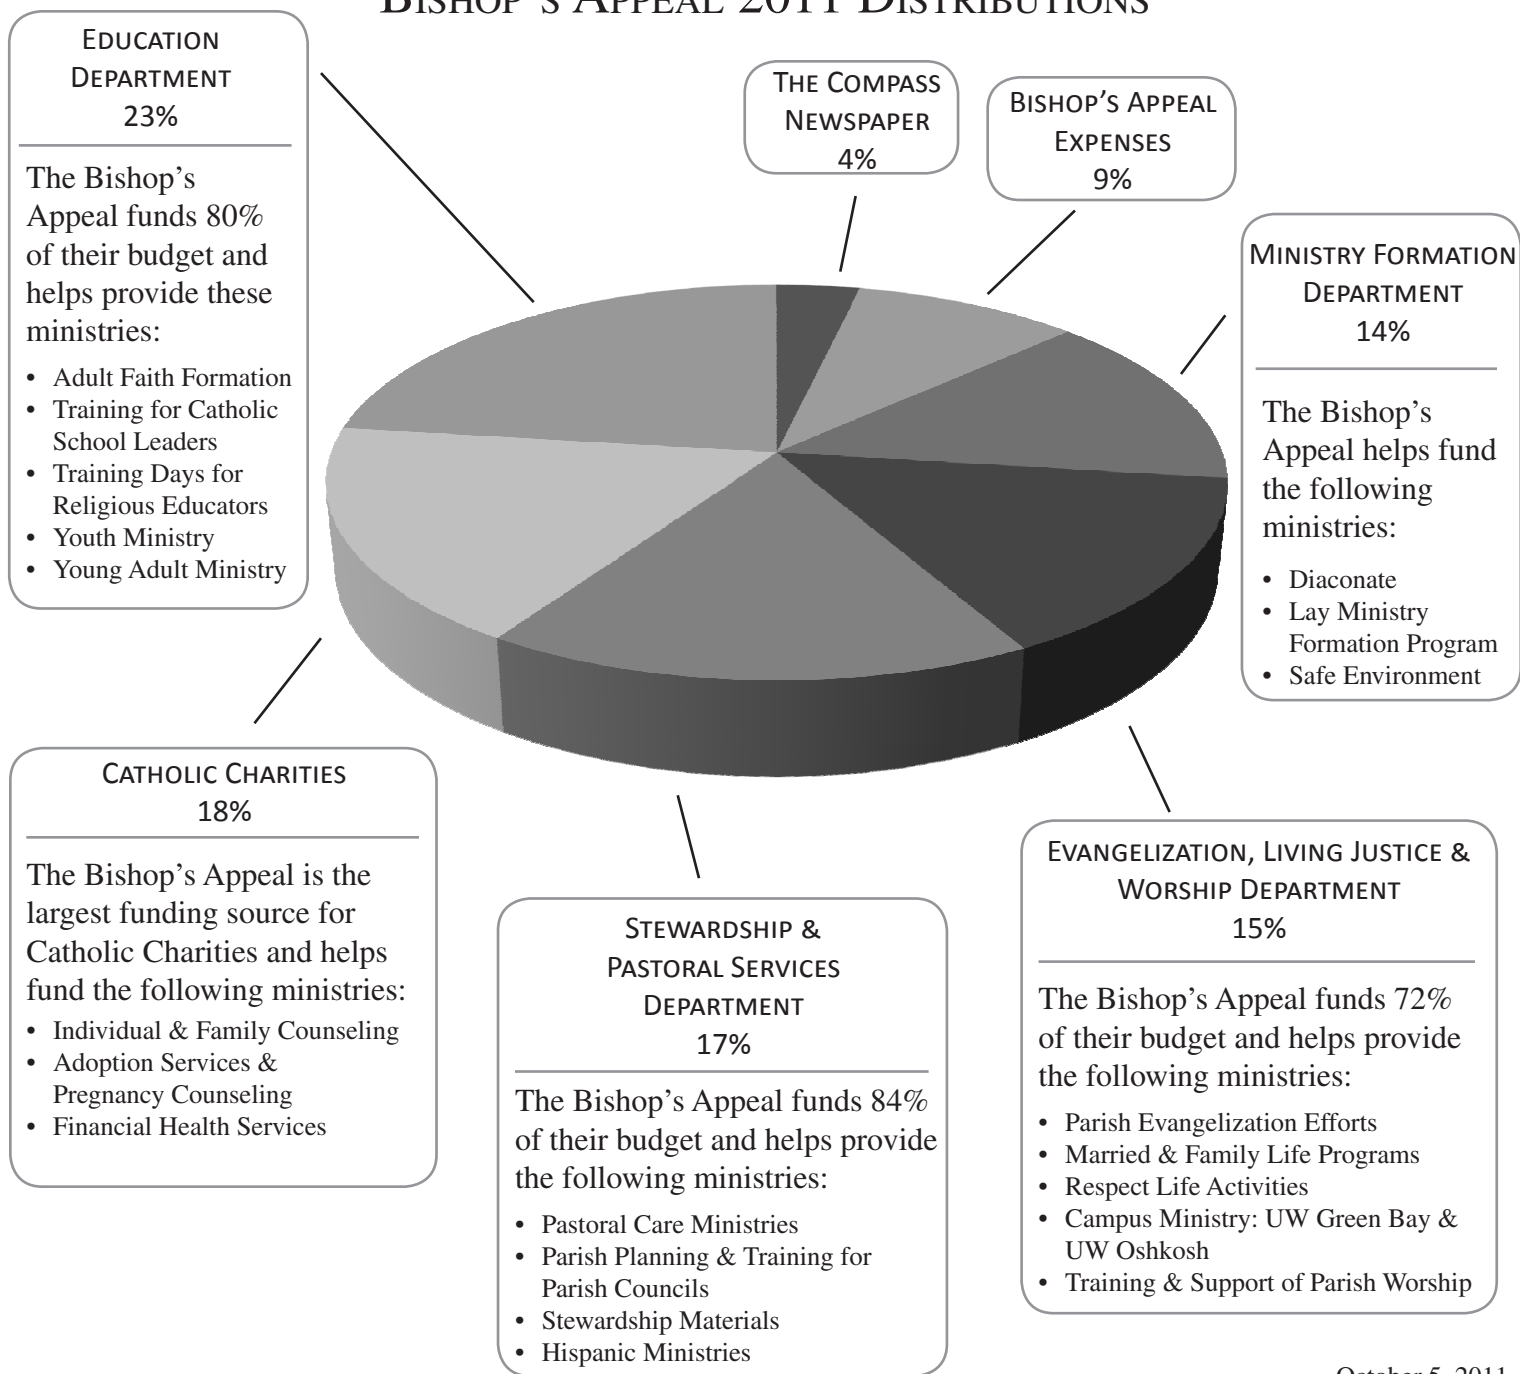 BISHOP'S APPEAL 2011 DISTRIBUTIONS
EDUCATION
DEPARTMENT
23%
The Bishop's
Appeal funds 80%
of their budget and
helps provide these
ministries:
• Adult Faith Formation
• Training for Catholic
School Leaders
• Training Days for
Religious Educators
• Youth Ministry
• Young Adult Ministry
THE COMPASS
NEWSPAPER
4%
BISHOP'S APPEAL
EXPENSES
9%
MINISTRY FORMATION
DEPARTMENT
14%
The Bishop's
Appeal helps fund
the following
ministries:
• Diaconate
• Lay Ministry
Formation Program
• Safe Environment
CATHOLIC CHARITIES
18%
The Bishop's Appeal is the
largest funding source for
Catholic Charities and helps
fund the following ministries:
• Individual & Family Counseling
• Adoption Services &
Pregnancy Counseling
• Financial Health Services
STEWARDSHIP &
PASTORAL SERVICES
DEPARTMENT
17%
The Bishop's Appeal funds 84%
of their budget and helps provide
the following ministries:
• Pastoral Care Ministries
• Parish Planning & Training for
Parish Councils
• Stewardship Materials
• Hispanic Ministries
EVANGELIZATION, LIVING JUSTICE &
WORSHIP DEPARTMENT
15%
The Bishop's Appeal funds 72%
of their budget and helps provide
the following ministries:
• Parish Evangelization Efforts
• Married & Family Life Programs
• Respect Life Activities
• Campus Ministry: UW Green Bay &
UW Oshkosh
• Training & Support of Parish Worship
October 5, 2011